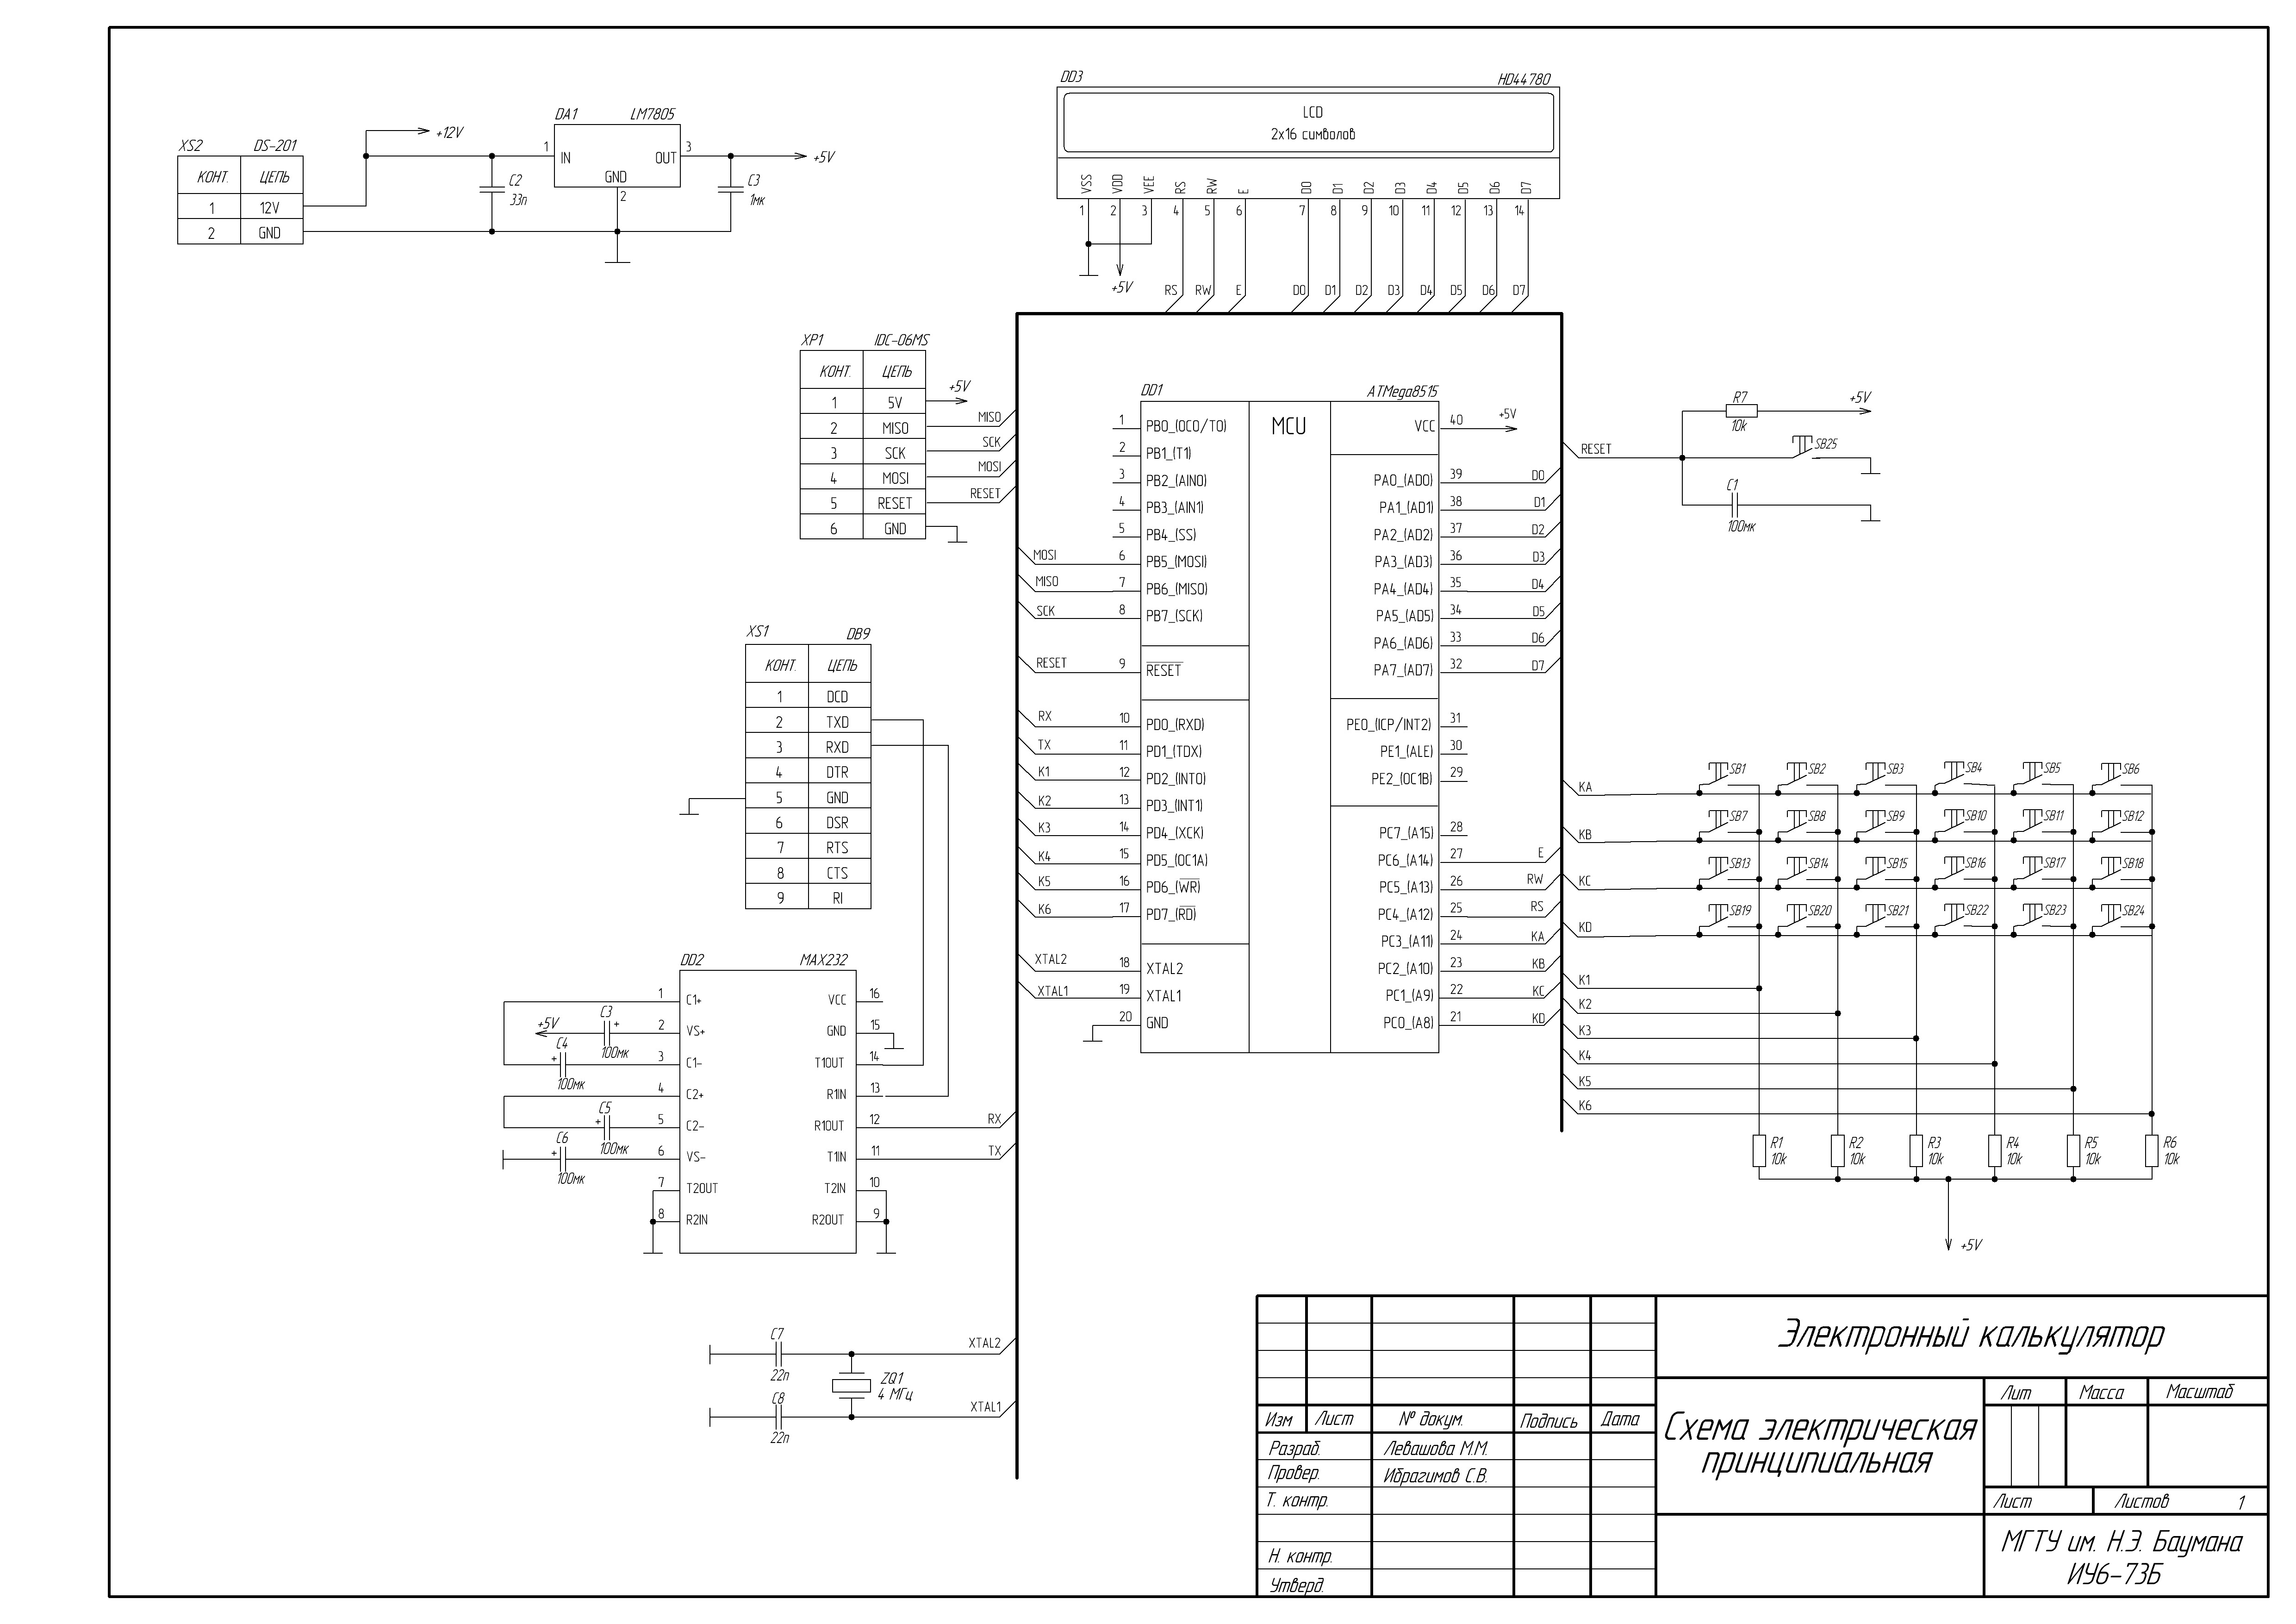 XS2 DS-201
КОНТ. ЦЕПЬ
1 12V
2 GND
+12V
C2
33п
DA1 LM7805
1 IN OUT 3
GND
2
C3
1мк
+5V
DD3 HD44780
LCD
2x16 символов
VSS VDD VEE RS RW E D0 D1 D2 D3 D4 D5 D6 D7
1 2 3 4 5 6 7 8 9 10 11 12 13 14
+5V
RS RW E D0 D1 D2 D3 D4 D5 D6 D7
XP1 IDC-06MS
КОНТ. ЦЕПЬ
1 5V +5V
2 MISO MISO
3 SCK SCK
4 MOSI MOSI
5 RESET RESET
6 GND
DD1 ATMega8515
MCU
1 PB0_(OC0/T0)
2 PB1_(T1)
3 PB2_(AIN0)
4 PB3_(AIN1)
5 PB4_(SS)
MOSI 6 PB5_(MOSI)
MISO 7 PB6_(MISO)
SCK 8 PB7_(SCK)
RESET 9 RESET
RX 10 PD0_(RXD)
TX 11 PD1_(TDX)
K1 12 PD2_(INT0)
K2 13 PD3_(INT1)
K3 14 PD4_(XCK)
K4 15 PD5_(OC1A)
K5 16 PD6_(WR)
K6 17 PD7_(RD)
XTAL2 18 XTAL2
XTAL1 19 XTAL1
20 GND
VCC 40 +5V
PA0_(AD0) 39 D0
PA1_(AD1) 38 D1
PA2_(AD2) 37 D2
PA3_(AD3) 36 D3
PA4_(AD4) 35 D4
PA5_(AD5) 34 D5
PA6_(AD6) 33 D6
PA7_(AD7) 32 D7
PE0_(ICP/INT2) 31
PE1_(ALE) 30
PE2_(OC1B) 29
PC7_(A15) 28
PC6_(A14) 27 E
PC5_(A13) 26 RW
PC4_(A12) 25 RS
PC3_(A11) 24 KA
PC2_(A10) 23 KB
PC1_(A9) 22 KC
PC0_(A8) 21 KD
R7 +5V
10k
RESET SB25
C1
100мк
XS1 DB9
КОНТ. ЦЕПЬ
1 DCD
2 TXD
3 RXD
4 DTR
5 GND
6 DSR
7 RTS
8 CTS
9 RI
DD2 MAX232
1 C1+ VCC 16
2 VS+ GND 15
3 C1- T1OUT 14
4 C2+ R1IN 13
5 C2- R1OUT 12 RX
6 VS- T1IN 11 TX
7 T2OUT T2IN 10
8 R2IN R2OUT 9
+5V C3 +
100мк
C4 +
100мк
C5 +
100мк
C6 +
100мк
C7
22п
XTAL2
ZQ1
4 МГц
C8
22п
XTAL1
KA SB1 SB2 SB3 SB4 SB5 SB6
KB SB7 SB8 SB9 SB10 SB11 SB12
KC SB13 SB14 SB15 SB16 SB17 SB18
KD SB19 SB20 SB21 SB22 SB23 SB24
K1
K2
K3
K4
K5
K6
R1 R2 R3 R4 R5 R6
10k 10k 10k 10k 10k 10k
+5V
Электронный калькулятор
Схема электрическая
принципиальная
Лит Масса Масштаб
Лист Листов 1
МГТУ им. Н.Э. Баумана
ИУ6-73Б
Изм Лист № докум. Подпись Дата
Разраб. Левашова М.М.
Провер. Ибрагимов С.В.
Т. контр.
Н. контр.
Утверд.